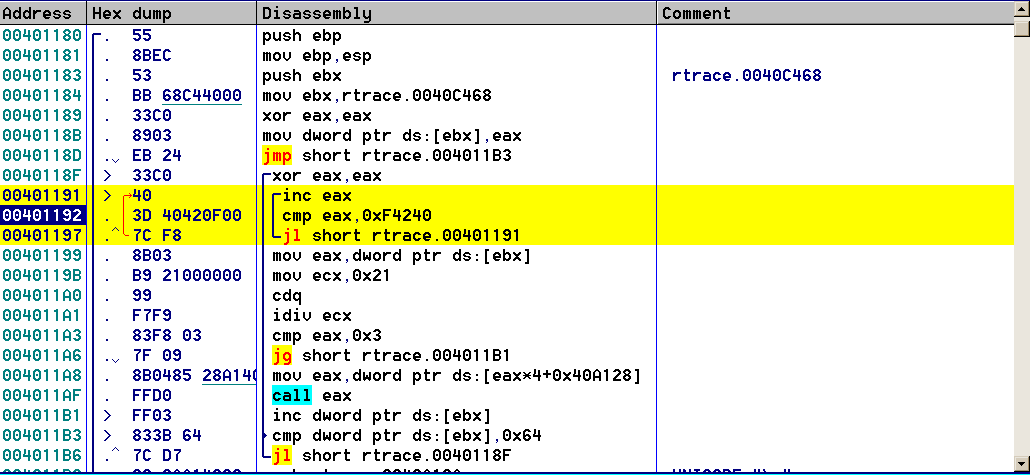 Address Hex dump Disassembly Comment
00401180 . 55 push ebp
00401181 . 8BEC mov ebp,esp
00401183 . 53 push ebx rtrace.0040C468
00401184 . BB 68C44000 mov ebx,rtrace.0040C468
00401189 . 33C0 xor eax,eax
0040118B . 8903 mov dword ptr ds:[ebx],eax
0040118D . EB 24 jmp short rtrace.004011B3
0040118F > 33C0 xor eax,eax
00401191 > 40 inc eax
00401192 . 3D 40420F00 cmp eax,0xF4240
00401197 .^ 7C F8 jl short rtrace.00401191
00401199 . 8B03 mov eax,dword ptr ds:[ebx]
0040119B . B9 21000000 mov ecx,0x21
004011A0 . 99 cdq
004011A1 . F7F9 idiv ecx
004011A3 . 83F8 03 cmp eax,0x3
004011A6 . 7F 09 jg short rtrace.004011B1
004011A8 . 8B0485 28A140 mov eax,dword ptr ds:[eax*4+0x40A128]
004011AF . FFD0 call eax
004011B1 > FF03 inc dword ptr ds:[ebx]
004011B3 > 833B 64 cmp dword ptr ds:[ebx],0x64
004011B6 .^ 7C D7 jl short rtrace.0040118F